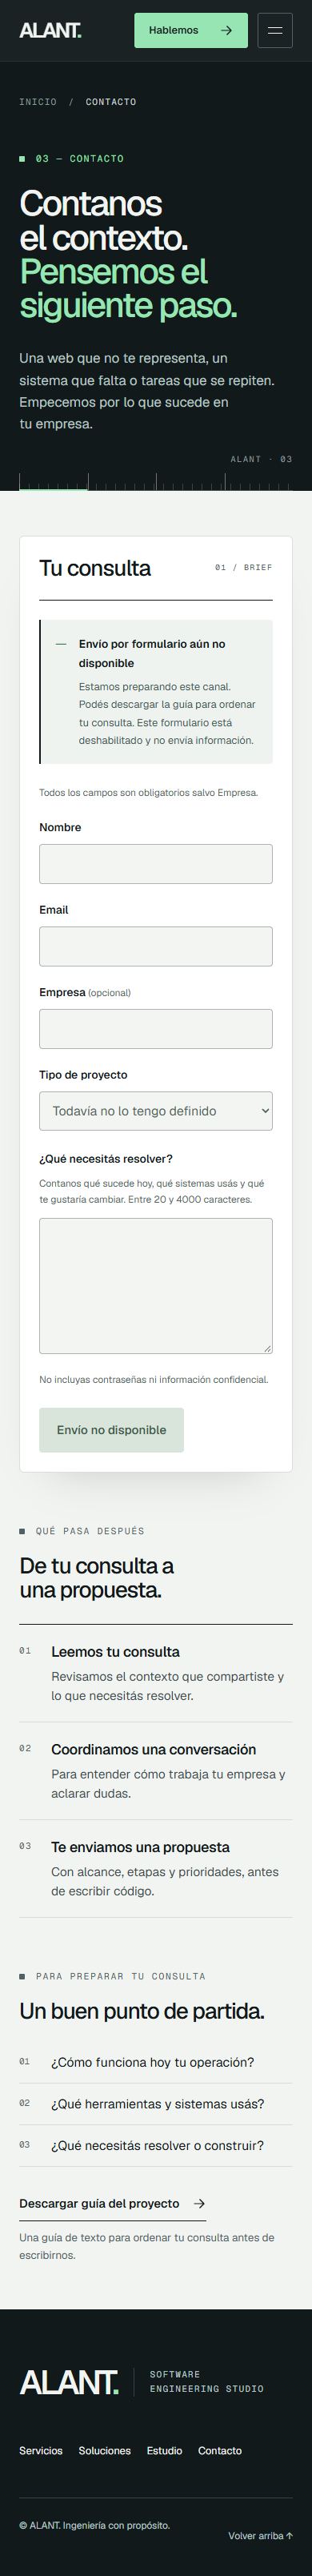 ALANT.
Hablemos →
INICIO / CONTACTO
03 — CONTACTO
Contanos
el contexto.
Pensemos el
siguiente paso.
Una web que no te representa, un
sistema que falta o tareas que se repiten.
Empecemos por lo que sucede en
tu empresa.
ALANT · 03
Tu consulta
01 / BRIEF
— Envío por formulario aún no
disponible
Estamos preparando este canal.
Podés descargar la guía para ordenar
tu consulta. Este formulario está
deshabilitado y no envía información.
Todos los campos son obligatorios salvo Empresa.
Nombre
Email
Empresa (opcional)
Tipo de proyecto
Todavía no lo tengo definido
¿Qué necesitás resolver?
Contanos qué sucede hoy, qué sistemas usás y qué
te gustaría cambiar. Entre 20 y 4000 caracteres.
No incluyas contraseñas ni información confidencial.
Envío no disponible
QUÉ PASA DESPUÉS
De tu consulta a
una propuesta.
01 Leemos tu consulta
Revisamos el contexto que compartiste y
lo que necesitás resolver.
02 Coordinamos una conversación
Para entender cómo trabaja tu empresa y
aclarar dudas.
03 Te enviamos una propuesta
Con alcance, etapas y prioridades, antes
de escribir código.
PARA PREPARAR TU CONSULTA
Un buen punto de partida.
01 ¿Cómo funciona hoy tu operación?
02 ¿Qué herramientas y sistemas usás?
03 ¿Qué necesitás resolver o construir?
Descargar guía del proyecto →
Una guía de texto para ordenar tu consulta antes de
escribirnos.
ALANT.
SOFTWARE
ENGINEERING STUDIO
Servicios Soluciones Estudio Contacto
© ALANT. Ingeniería con propósito.
Volver arriba ↑